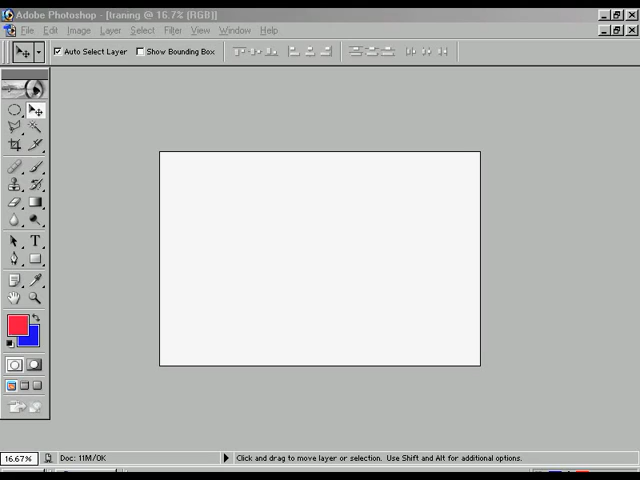 Adobe Photoshop - [traning @ 16.7% [RGB]]
File Edit Image Layer Select Filter View Window Help
Auto Select Layer Show Bounding Box
T
16.67% Doc: 11M/0K Click and drag to move layer or selection. Use Shift and Alt for additional options.